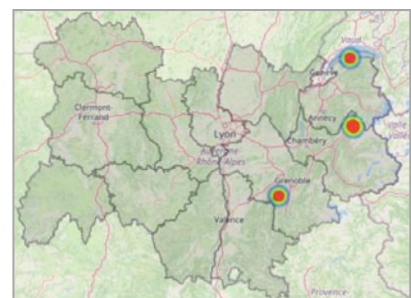 Vaud
Genève
Clermont-
Ferrand
Annecy
Lyon
Auvergne
Rhône Alpes
Chambéry
Grenoble
Valence
Provence-